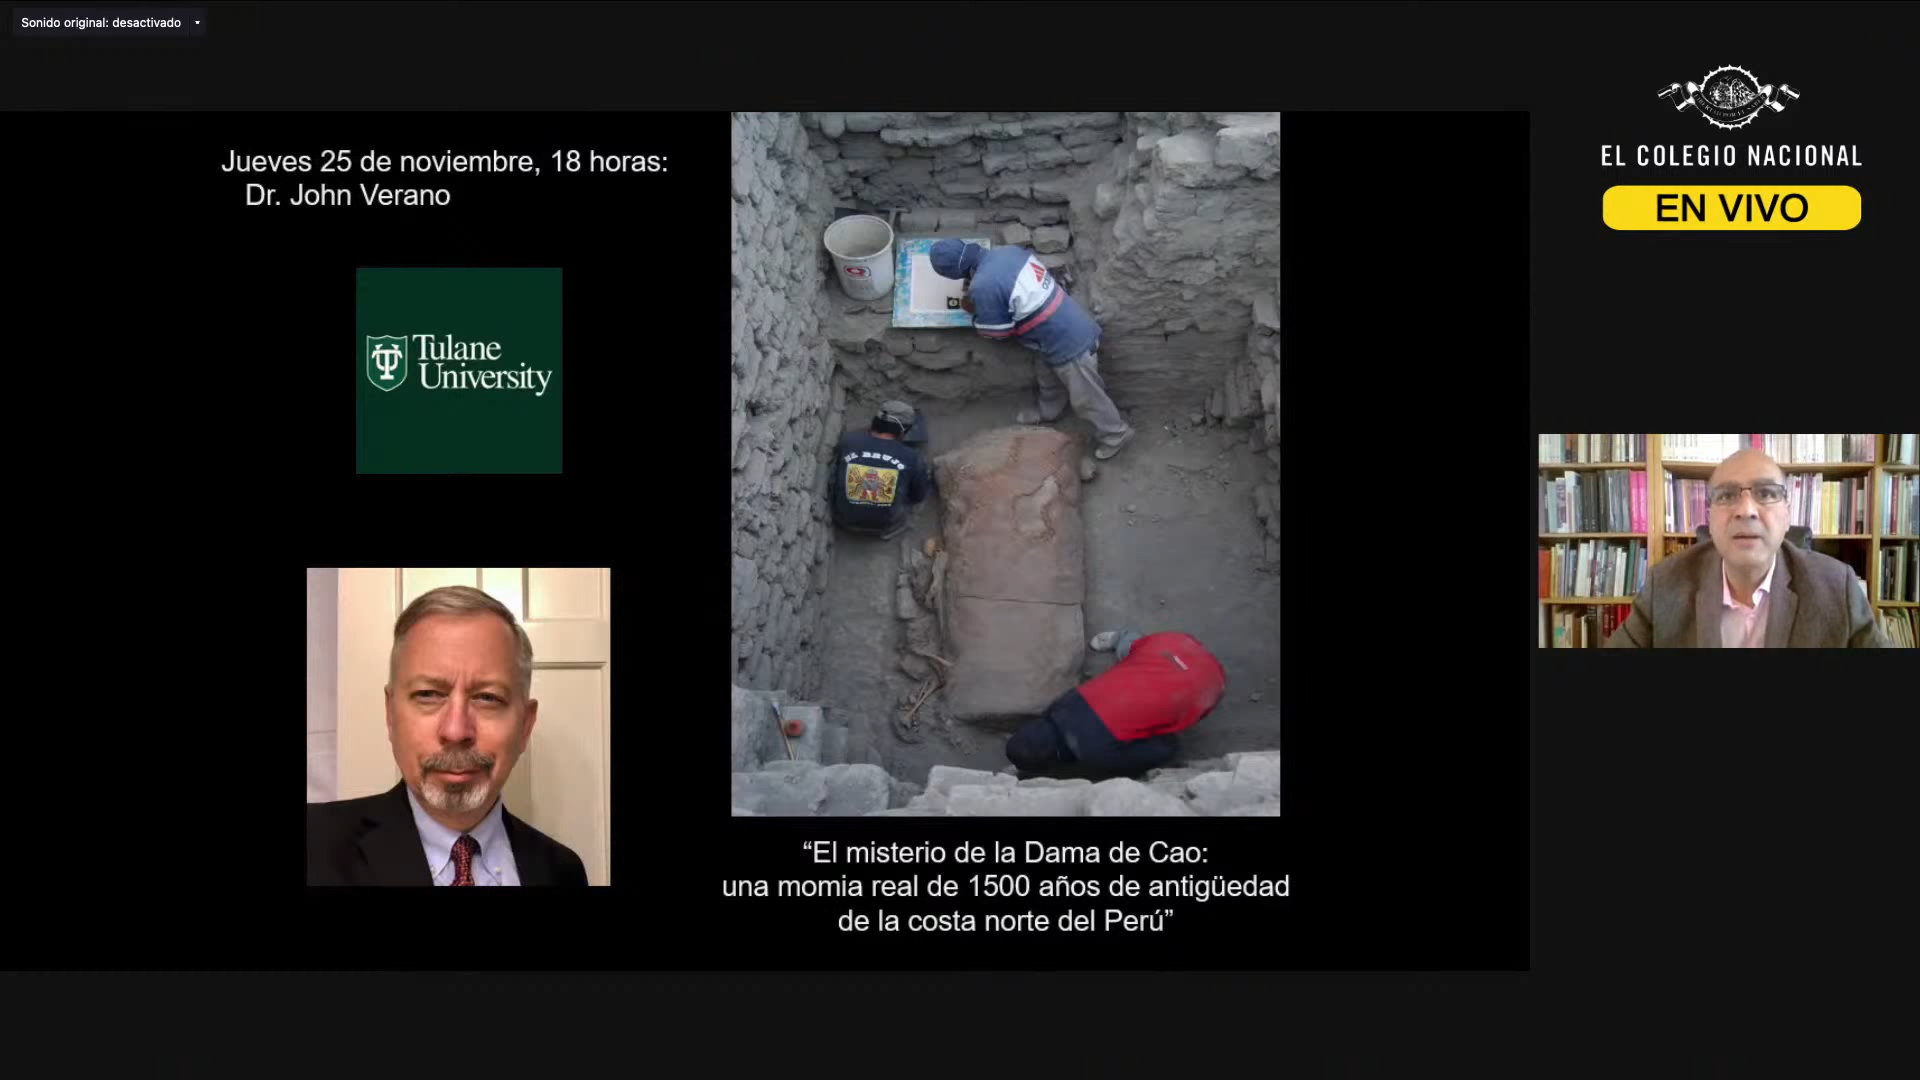 Sonido original: desactivado
EL COLEGIO NACIONAL
EN VIVO
Jueves 25 de noviembre, 18 horas:
Dr. John Verano
Tulane
University
EL BRUJO
“El misterio de la Dama de Cao:
una momia real de 1500 años de antigüedad
de la costa norte del Perú”